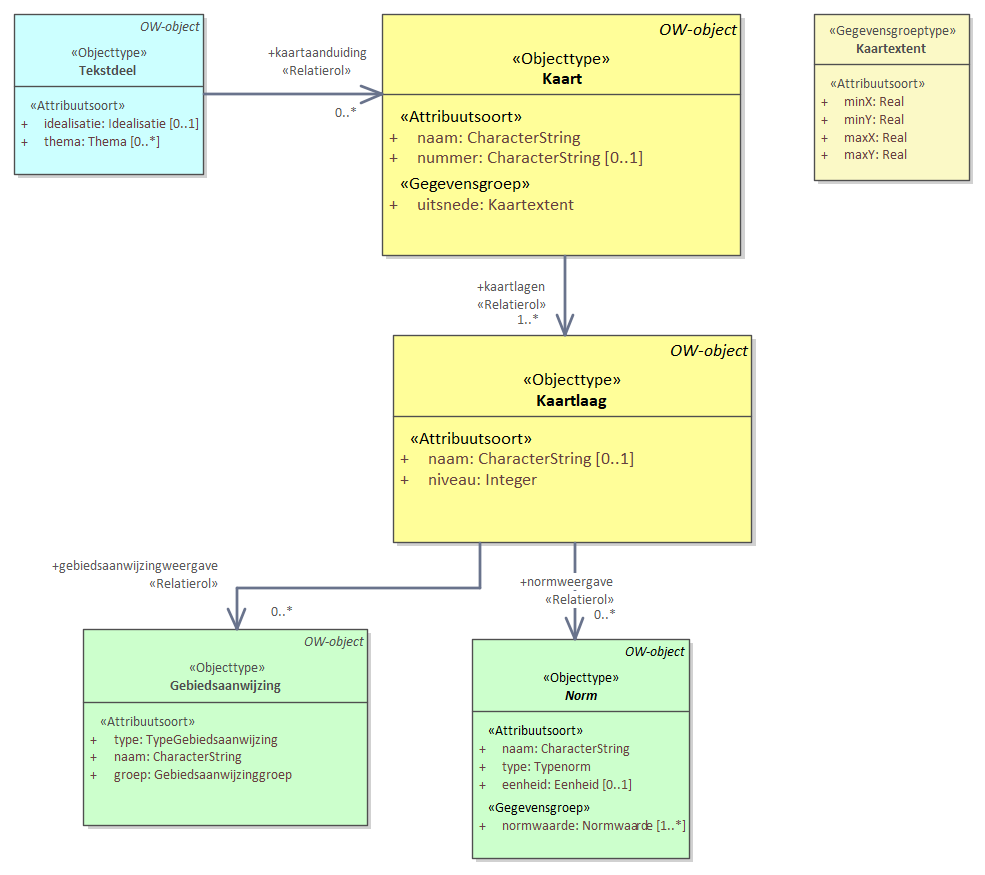 OW-object
«Objecttype»
Tekstdeel
«Attribuutsoort»
+ idealisatie: Idealisatie [0..1]
+ thema: Thema [0..*]
+kaartaanduiding
«Relatierol»
0..*
OW-object
«Objecttype»
Kaart
«Attribuutsoort»
+ naam: CharacterString
+ nummer: CharacterString [0..1]
«Gegevensgroep»
+ uitsnede: Kaartextent
«Gegevensgroeptype»
Kaartextent
«Attribuutsoort»
+ minX: Real
+ minY: Real
+ maxX: Real
+ maxY: Real
+kaartlagen
«Relatierol»
1..*
OW-object
«Objecttype»
Kaartlaag
«Attribuutsoort»
+ naam: CharacterString [0..1]
+ niveau: Integer
+gebiedsaanwijzingweergave
«Relatierol»
0..*
+normweergave
«Relatierol»
0..*
OW-object
«Objecttype»
Gebiedsaanwijzing
«Attribuutsoort»
+ type: TypeGebiedsaanwijzing
+ naam: CharacterString
+ groep: Gebiedsaanwijzinggroep
OW-object
«Objecttype»
Norm
«Attribuutsoort»
+ naam: CharacterString
+ type: Typenorm
+ eenheid: Eenheid [0..1]
«Gegevensgroep»
+ normwaarde: Normwaarde [1..*]